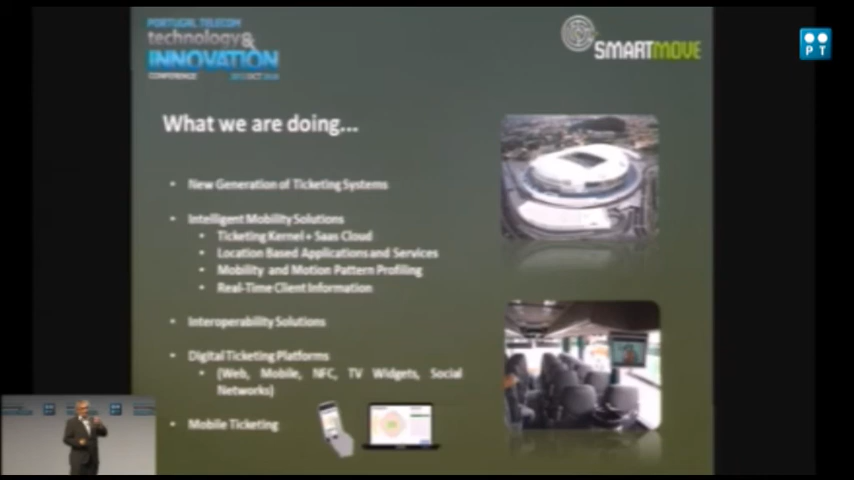 PORTUGAL TELECOM
technology&
INNOVATION
CONFERENCE
SMARTMOVE
PT
What we are doing...
• New Generation of Ticketing Systems
• Intelligent Mobility Solutions
• Ticketing Kernel + Saas Cloud
• Location Based Applications and Services
• Mobility and Motion Pattern Profiling
• Real-Time Client Information
• Interoperability Solutions
• Digital Ticketing Platforms
• (Web, Mobile, NFC, TV Widgets, Social
Networks)
• Mobile Ticketing